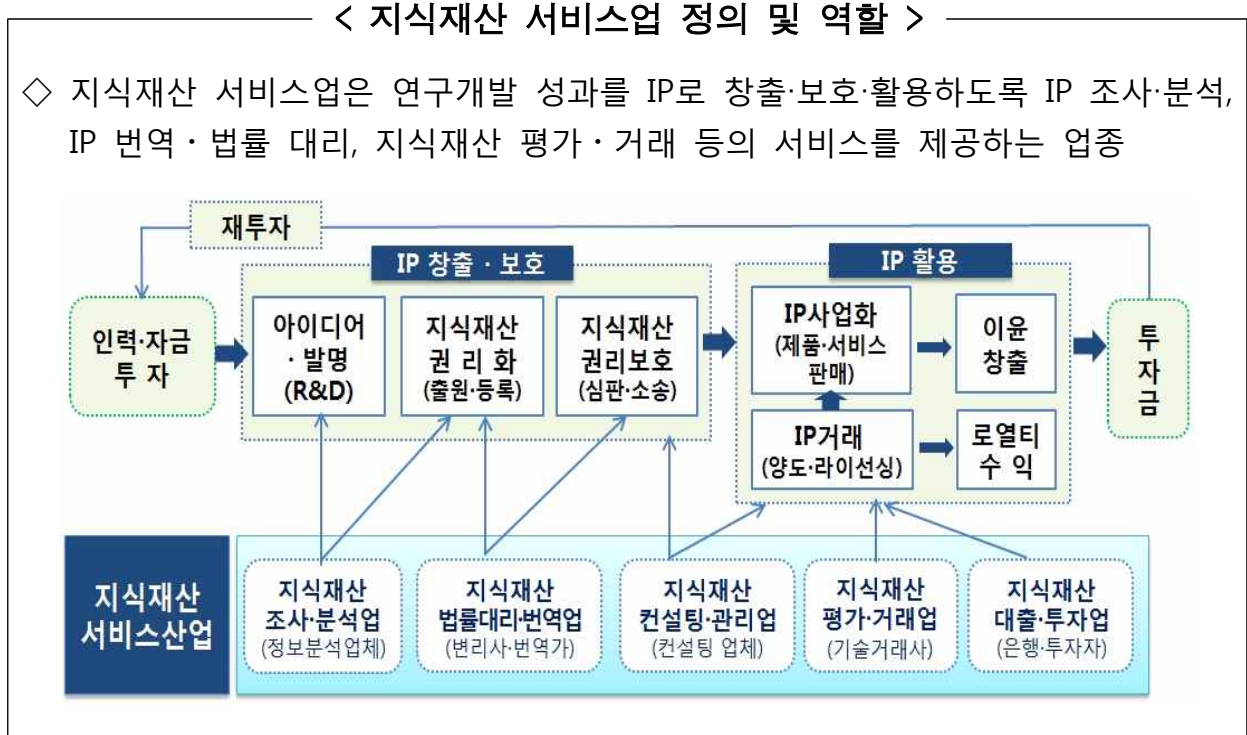 < 지식재산 서비스업 정의 및 역할 >
◇ 지식재산 서비스업은 연구개발 성과를 IP로 창출·보호·활용하도록 IP 조사·분석,
IP 번역·법률 대리, 지식재산 평가·거래 등의 서비스를 제공하는 업종
재투자
IP 창출 · 보호
IP 활용
인력·자금
투 자
아이디어
· 발명
(R&D)
지식재산
권 리 화
(출원·등록)
지식재산
권리보호
(심판·소송)
IP사업화
(제품·서비스
판매)
이윤
창출
IP거래
(양도·라이선싱)
로열티
수 익
투
자
금
지식재산
서비스산업
지식재산
조사·분석업
(정보분석업체)
지식재산
법률대리·번역업
(변리사·번역가)
지식재산
컨설팅·관리업
(컨설팅 업체)
지식재산
평가·거래업
(기술거래사)
지식재산
대출·투자업
(은행·투자자)